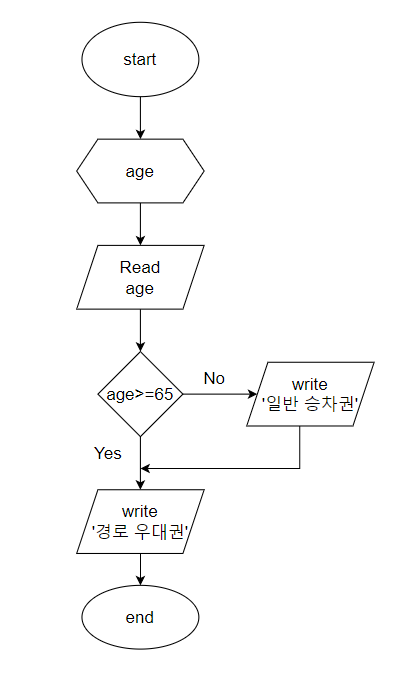 start
age
Read
age
age>=65
No
write
'일반 승차권'
Yes
write
'경로 우대권'
end